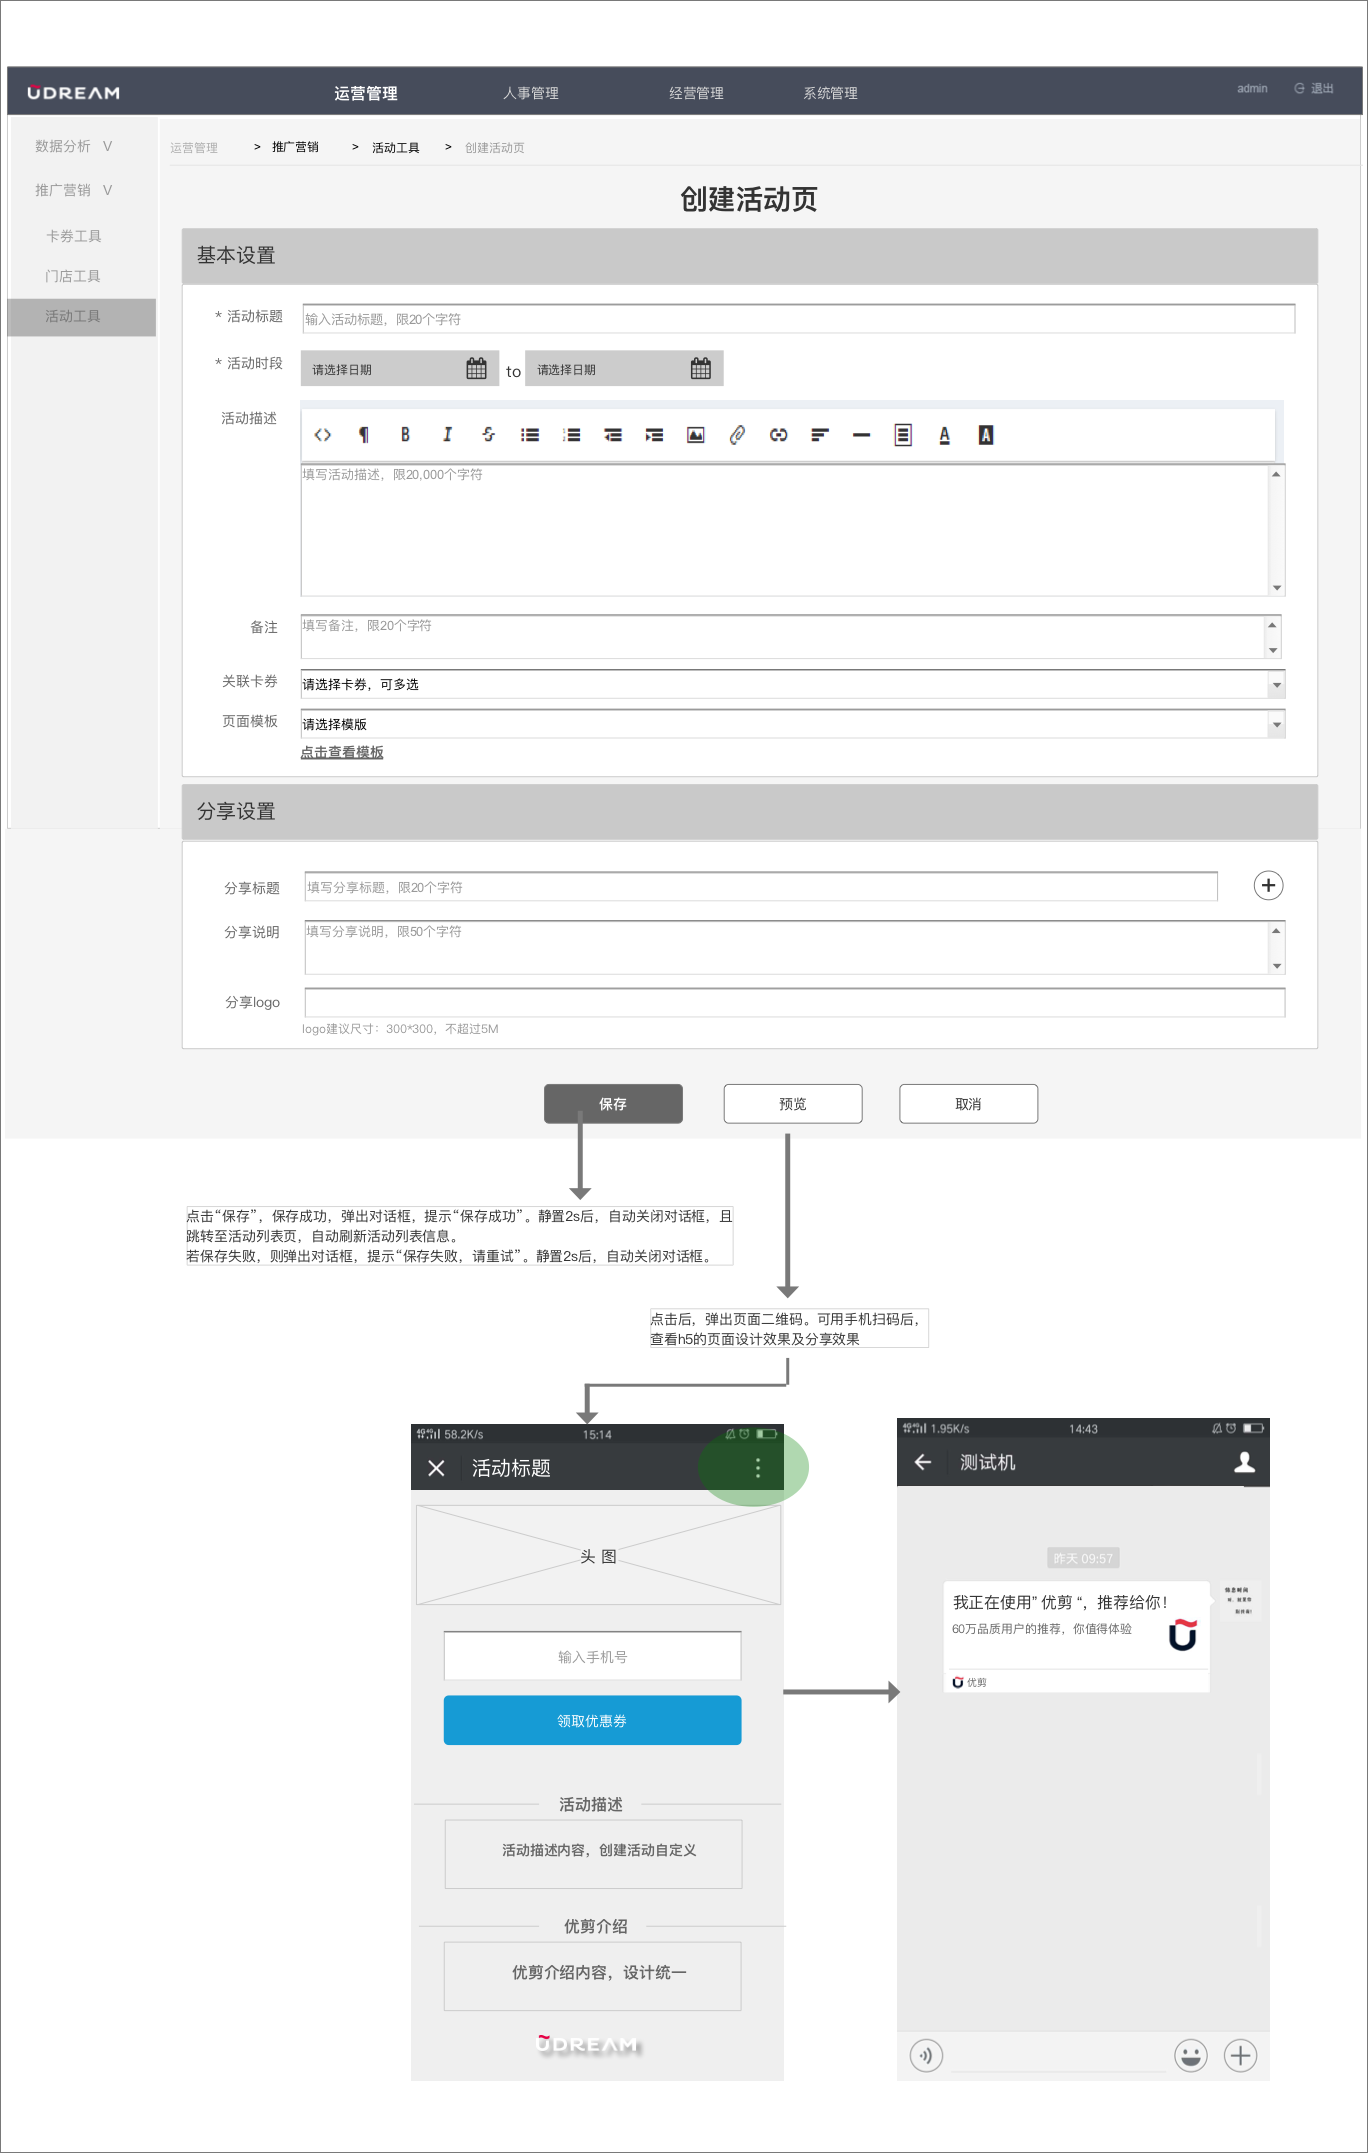 UDREAM
运营管理
人事管理
经营管理
系统管理
admin
退出
数据分析 V
推广营销 V
卡券工具
门店工具
活动工具
运营管理 > 推广营销 > 活动工具 > 创建活动页
创建活动页
基本设置
* 活动标题
输入活动标题，限20个字符
* 活动时段
请选择日期
to
请选择日期
活动描述
填写活动描述，限20,000个字符
备注
填写备注，限20个字符
关联卡券
请选择卡券，可多选
页面模板
请选择模版
点击查看模板
分享设置
分享标题
填写分享标题，限20个字符
分享说明
填写分享说明，限50个字符
分享logo
logo建议尺寸：300*300，不超过5M
保存
预览
取消
点击“保存”，保存成功，弹出对话框，提示“保存成功”。静置2s后，自动关闭对话框，且
跳转至活动列表页，自动刷新活动列表信息。
若保存失败，则弹出对话框，提示“保存失败，请重试”。静置2s后，自动关闭对话框。
点击后，弹出页面二维码。可用手机扫码后，
查看h5的页面设计效果及分享效果
58.2K/s
15:14
活动标题
头 图
输入手机号
领取优惠券
活动描述
活动描述内容，创建活动自定义
优剪介绍
优剪介绍内容，设计统一
UDREAM
1.95K/s
14:43
测试机
昨天 09:57
我正在使用” 优剪 “，推荐给你！
60万品质用户的推荐，你值得体验
优剪